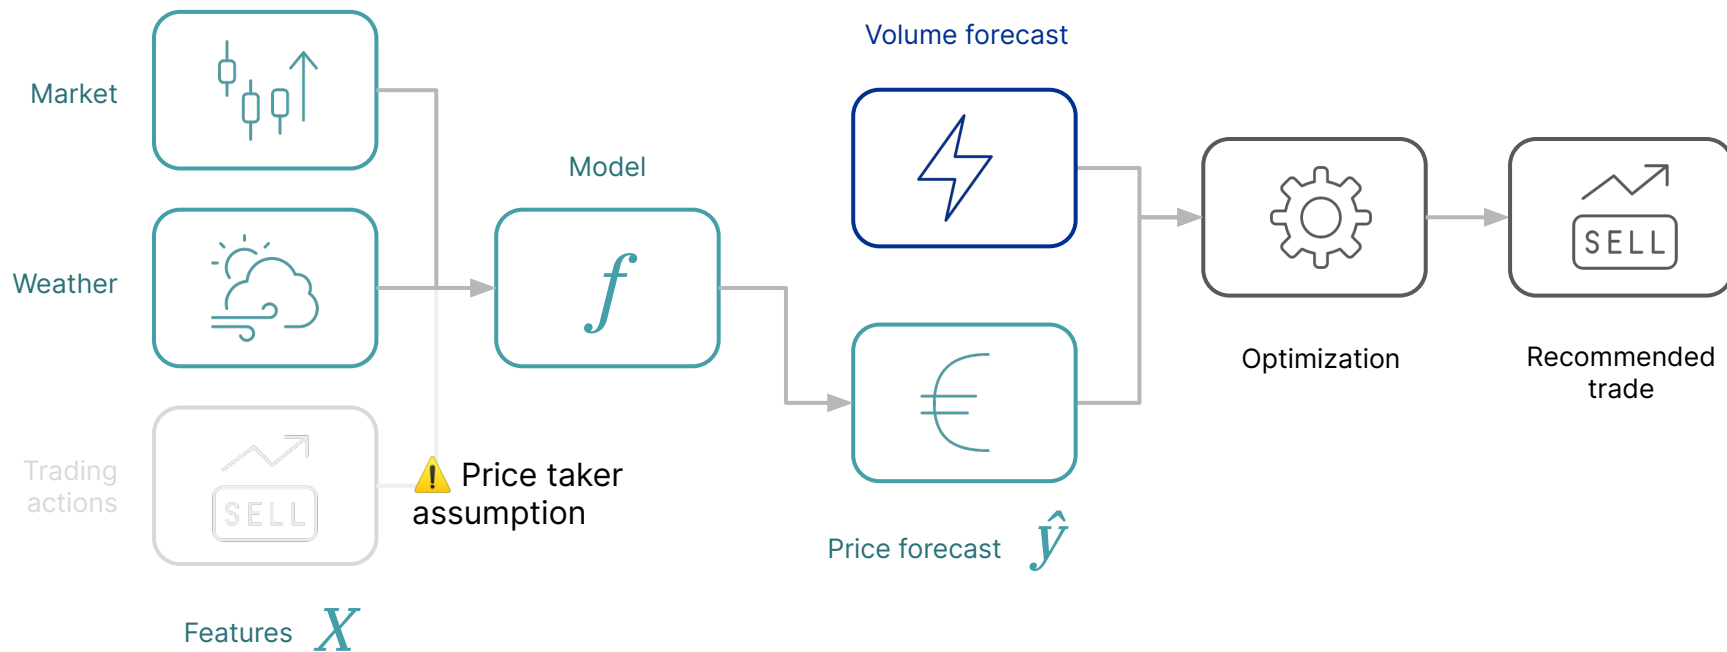 Market
Weather
Trading
actions
SELL
Features X
⚠️ Price taker
assumption
Model
f
Volume forecast
€
Price forecast ŷ
Optimization
SELL
Recommended
trade